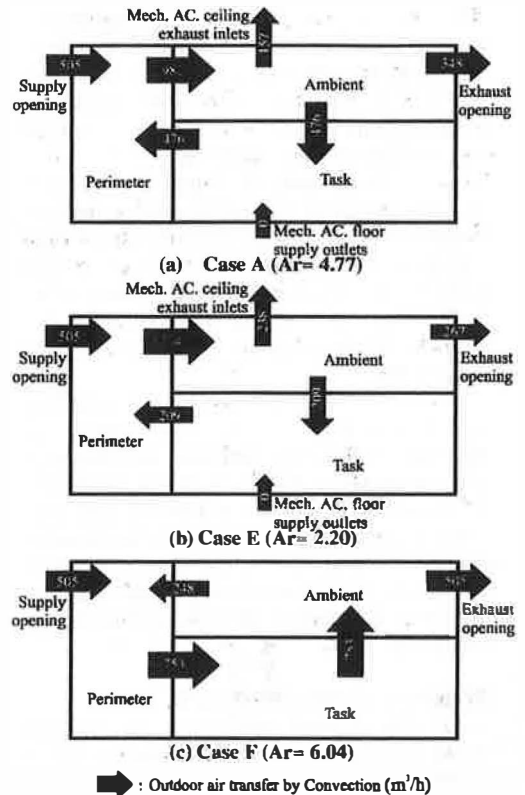 Mech. AC. ceiling
exhaust inlets
505
Supply
opening
157
348
Exhaust
opening
Ambient
476
476
Perimeter
Task
Mech. AC. floor
supply outlets
(a) Case A (Ar= 4.77)
Mech. AC. ceiling
exhaust inlets
505
Supply
opening
238
267
Exhaust
opening
Ambient
209
209
Perimeter
Task
Mech. AC. floor
supply outlets
(b) Case E (Ar= 2.20)
505
Supply
opening
248
505
Exhaust
opening
Ambient
753
Perimeter
Task
(c) Case F (Ar= 6.04)
: Outdoor air transfer by Convection (m³/h)